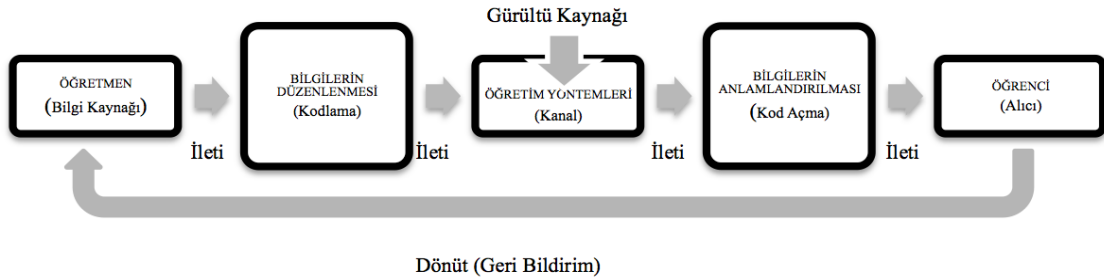 Gürültü Kaynağı
ÖĞRETMEN
(Bilgi Kaynağı)
BİLGİLERİN
DÜZENLENMESİ
(Kodlama)
ÖĞRETİM YÖNTEMLERİ
(Kanal)
BİLGİLERİN
ANLAMLANDIRILMASI
(Kod Açma)
ÖĞRENCİ
(Alıcı)
İleti
İleti
İleti
İleti
Dönüt (Geri Bildirim)